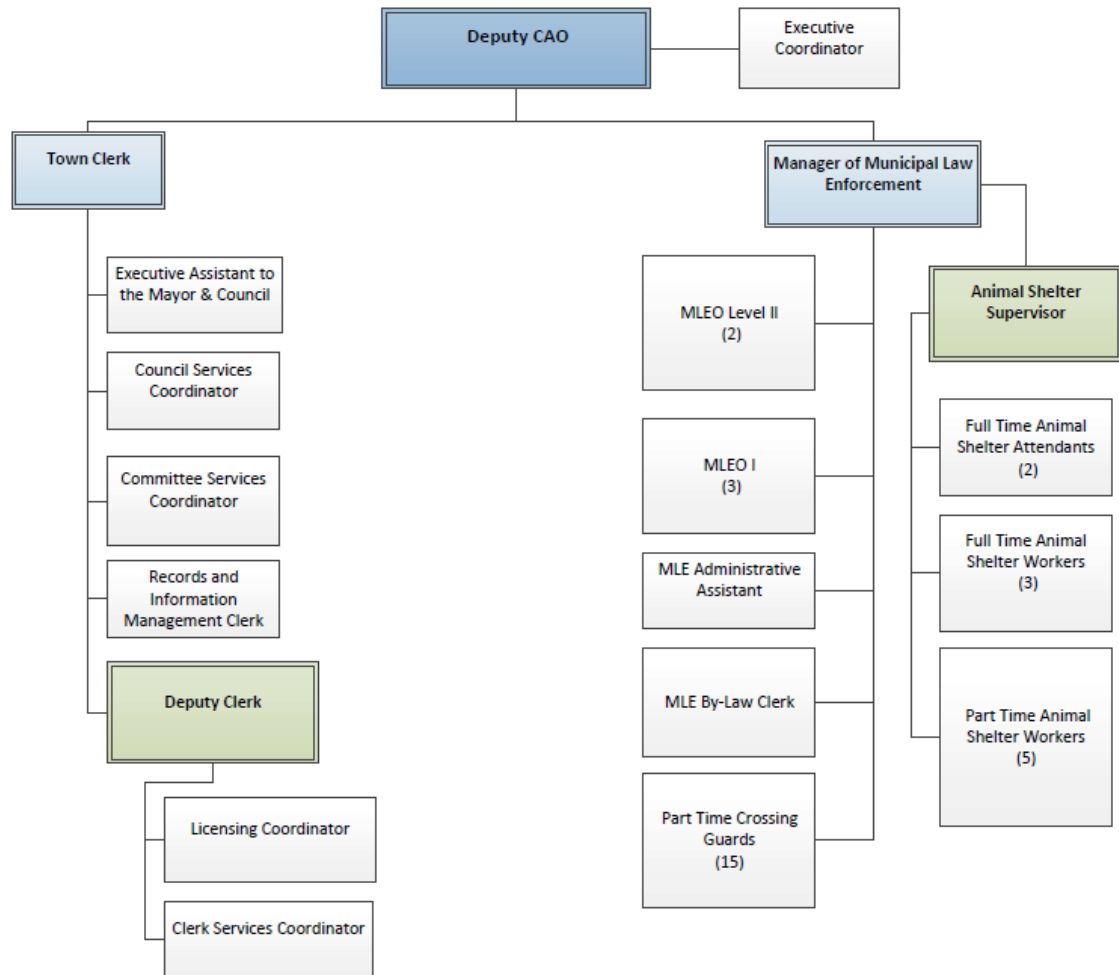 Deputy CAO
Executive
Coordinator
Town Clerk
Manager of Municipal Law
Enforcement
Executive Assistant to
the Mayor & Council
Council Services
Coordinator
Committee Services
Coordinator
Records and
Information
Management Clerk
Deputy Clerk
Licensing Coordinator
Clerk Services Coordinator
MLEO Level II
(2)
MLEO I
(3)
MLE Administrative
Assistant
MLE By-Law Clerk
Part Time Crossing
Guards
(15)
Animal Shelter
Supervisor
Full Time Animal
Shelter Attendants
(2)
Full Time Animal
Shelter Workers
(3)
Part Time Animal
Shelter Workers
(5)